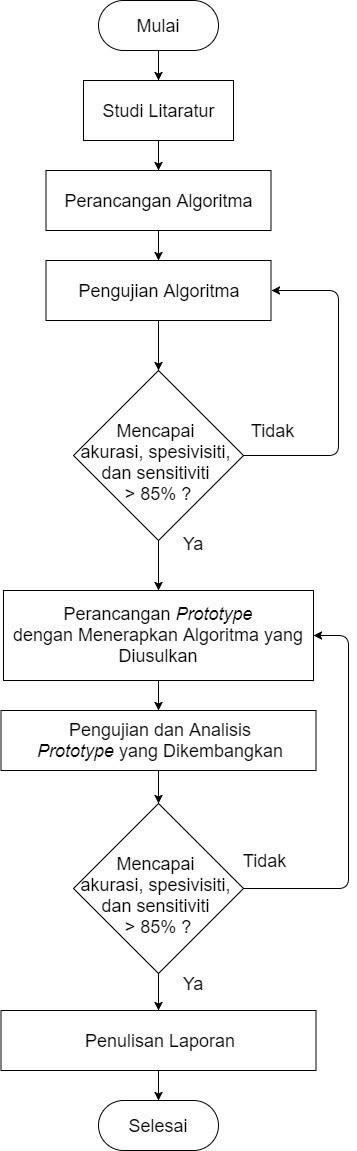 Mulai
Studi Litaratur
Perancangan Algoritma
Pengujian Algoritma
Mencapai
akurasi, spesivisiti,
dan sensitiviti
> 85% ?
Tidak
Ya
Perancangan Prototype
dengan Menerapkan Algoritma yang
Diusulkan
Pengujian dan Analisis
Prototype yang Dikembangkan
Mencapai
akurasi, spesivisiti,
dan sensitiviti
> 85% ?
Tidak
Ya
Penulisan Laporan
Selesai